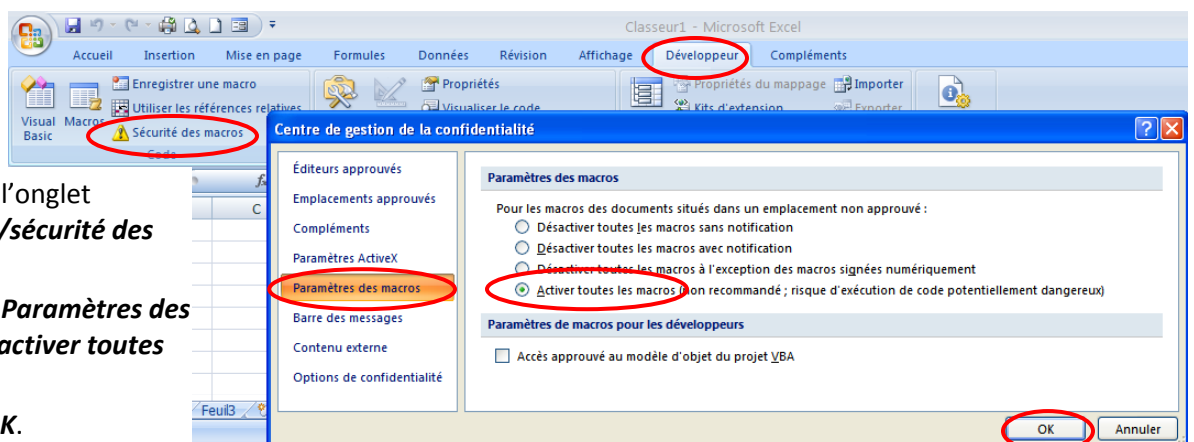 Classeur1 - Microsoft Excel
Accueil Insertion Mise en page Formules Données Révision Affichage Développeur Compléments
Enregistrer une macro
Utiliser les références relatives
Sécurité des macros
Visual Basic
Macros
Code
Propriétés
Visualiser le code
Propriétés du mappage
Kits d'extension
Importer
Exporter
l'onglet
/sécurité des
Paramètres des
activer toutes
K.
C
Feuil3
Centre de gestion de la confidentialité
Éditeurs approuvés
Emplacements approuvés
Compléments
Paramètres ActiveX
Paramètres des macros
Barre des messages
Contenu externe
Options de confidentialité
Paramètres des macros
Pour les macros des documents situés dans un emplacement non approuvé :
Désactiver toutes les macros sans notification
Désactiver toutes les macros avec notification
Désactiver toutes les macros à l'exception des macros signées numériquement
Activer toutes les macros (non recommandé ; risque d'exécution de code potentiellement dangereux)
Paramètres de macros pour les développeurs
Accès approuvé au modèle d'objet du projet VBA
OK Annuler